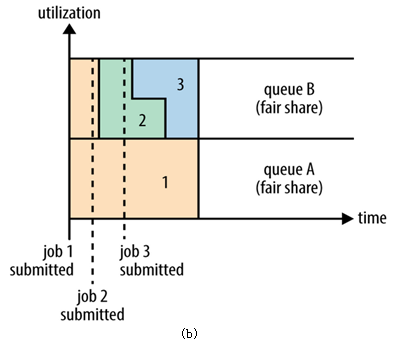 utilization
3
queue B
(fair share)
2
1
queue A
(fair share)
time
job 1
submitted
job 3
submitted
job 2
submitted
(b)